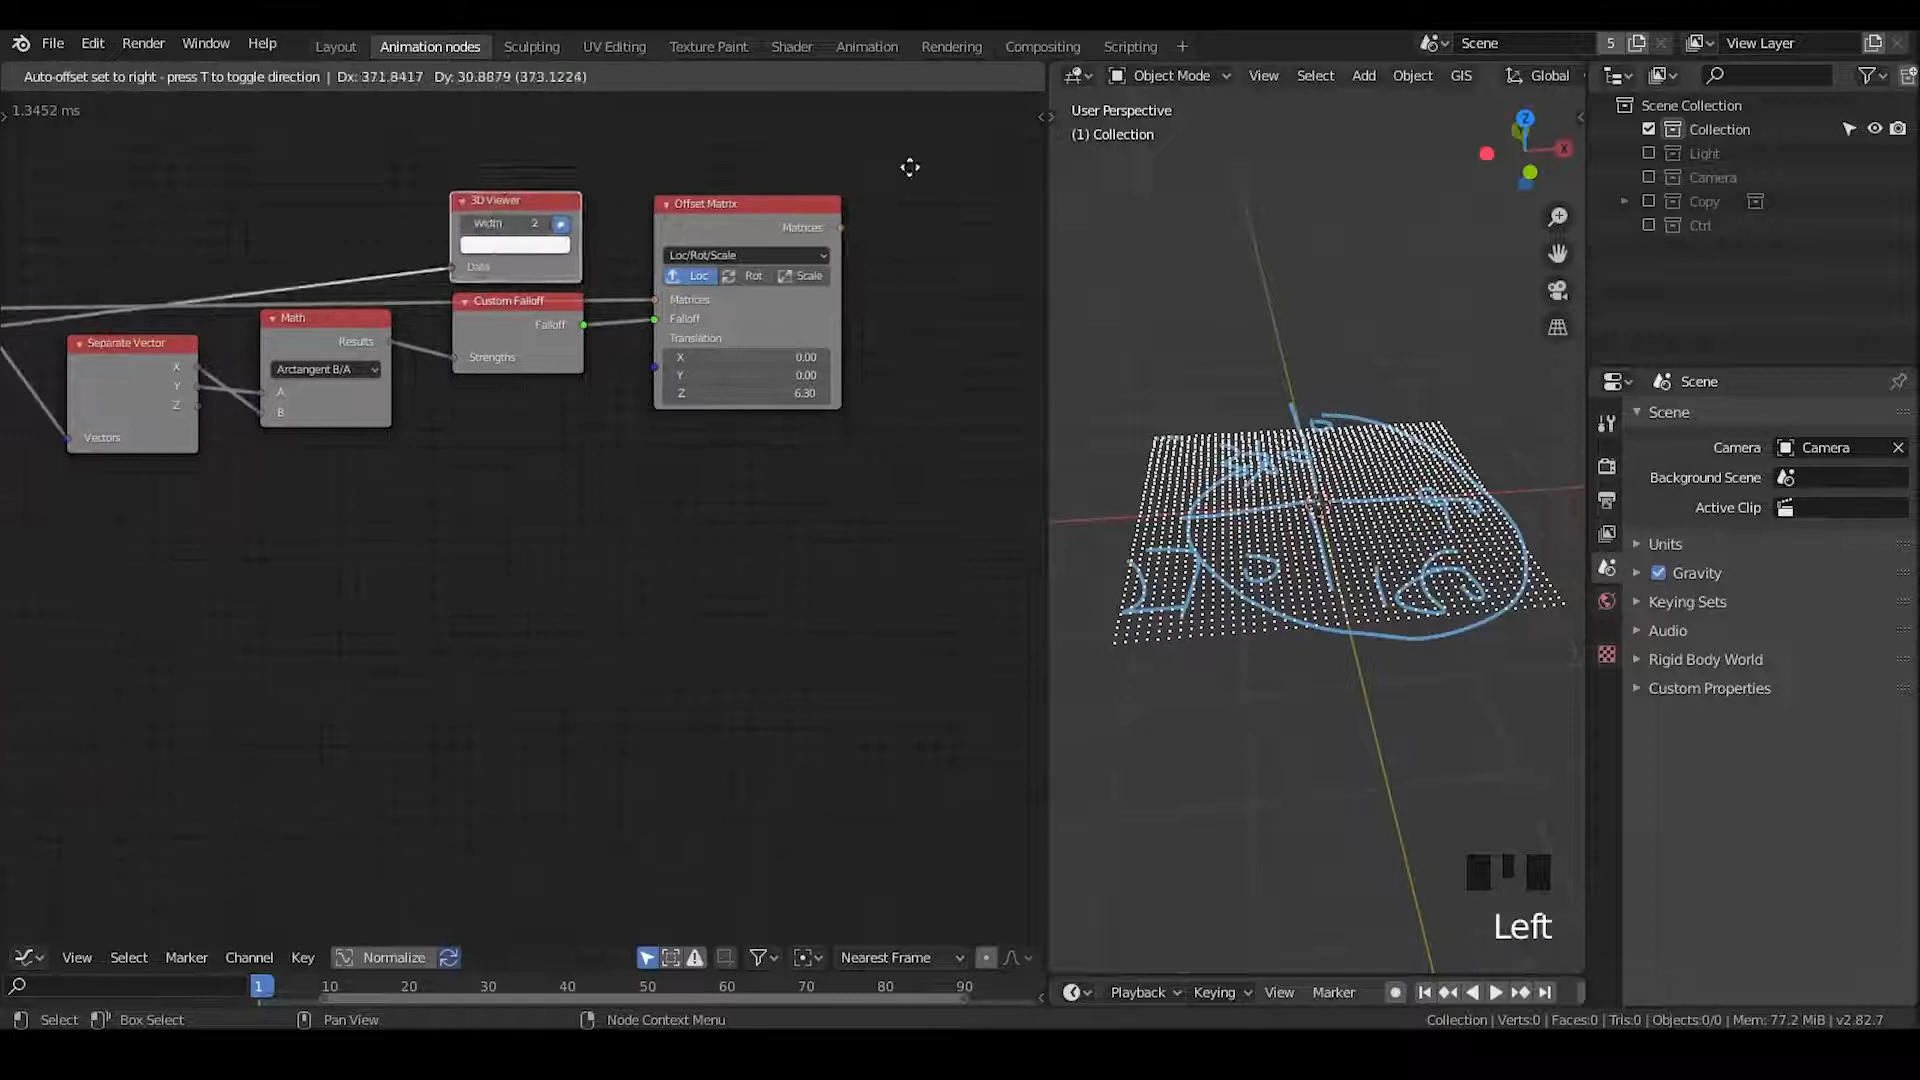 File Edit Render Window Help Layout Animation nodes Sculpting UV Editing Texture Paint Shader Animation Rendering Compositing Scripting + Scene 5 View Layer
Auto-offset set to right - press T to toggle direction | Dx: 371.8417 Dy: 30.8879 (373.1224)
Object Mode View Select Add Object GIS Global
1.3452 ms
User Perspective
(1) Collection
Z
X
Scene Collection
Collection
Light
Camera
Copy
Ctrl
3D Viewer
Width 2
Data
Offset Matrix
Matrices
Loc/Rot/Scale
Loc Rot Scale
Matrices
Falloff
Translation
X 0.00
Y 0.00
Z 6.30
Custom Falloff
Falloff
Strengths
Math
Results
Arctangent B/A
A
B
Separate Vector
X
Y
Z
Vectors
Scene
Scene
Camera Camera
Background Scene
Active Clip
Units
Gravity
Keying Sets
Audio
Rigid Body World
Custom Properties
Left
View Select Marker Channel Key Normalize Nearest Frame
1 10 20 30 40 50 60 70 80 90
Playback Keying View Marker
Select Box Select Pan View Node Context Menu
Collection | Verts:0 | Faces:0 | Tris:0 | Objects:0/0 | Mem: 77.2 MiB | v2.82.7